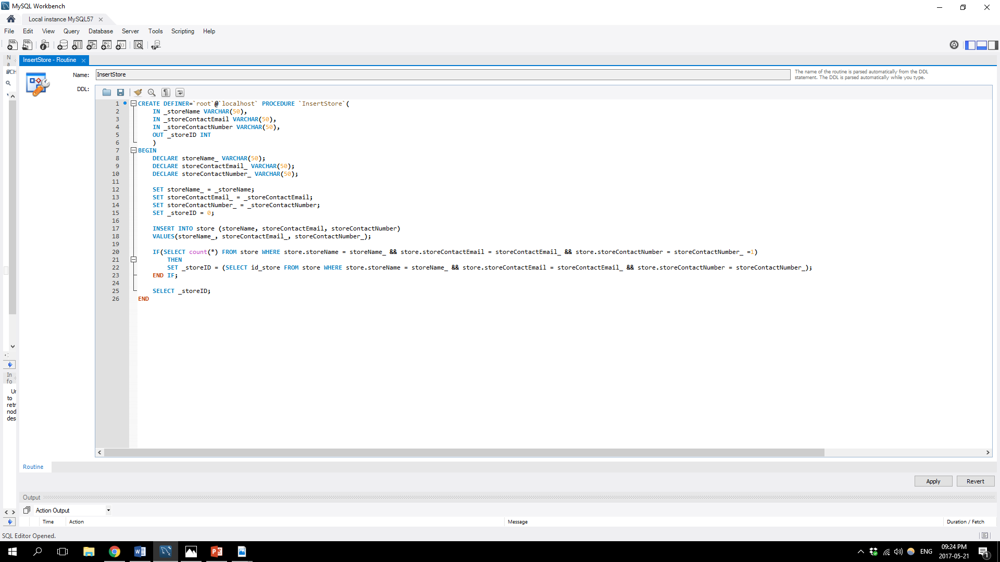 MySQL Workbench
Local instance MySQL57
File Edit View Query Database Server Tools Scripting Help
N
a
InsertStore - Routine
Name: InsertStore
The name of the routine is parsed automatically from the DDL
statement. The DDL is parsed automatically while you type.
DDL:
1 CREATE DEFINER=`root`@`localhost` PROCEDURE `InsertStore`(
2 IN _storeName VARCHAR(50),
3 IN _storeContactEmail VARCHAR(50),
4 IN _storeContactNumber VARCHAR(50),
5 OUT _storeID INT
6 )
7 BEGIN
8 DECLARE storeName_ VARCHAR(50);
9 DECLARE storeContactEmail_ VARCHAR(50);
10 DECLARE storeContactNumber_ VARCHAR(50);
11
12 SET storeName_ = _storeName;
13 SET storeContactEmail_ = _storeContactEmail;
14 SET storeContactNumber_ = _storeContactNumber;
15 SET _storeID = 0;
16
17 INSERT INTO store (storeName, storeContactEmail, storeContactNumber)
18 VALUES(storeName_, storeContactEmail_, storeContactNumber_);
19
20 IF(SELECT count(*) FROM store WHERE store.storeName = storeName_ && store.storeContactEmail = storeContactEmail_ && store.storeContactNumber = storeContactNumber_ =1)
21 THEN
22 SET _storeID = (SELECT id_store FROM store WHERE store.storeName = storeName_ && store.storeContactEmail = storeContactEmail_ && store.storeContactNumber = storeContactNumber_);
23 END IF;
24
25 SELECT _storeID;
26 END
In
fo
Ur
to
retr
nod
des
Routine
Apply Revert
Output
Action Output
Time Action Message Duration / Fetch
SQL Editor Opened.
ENG
09:24 PM
2017-05-21
1